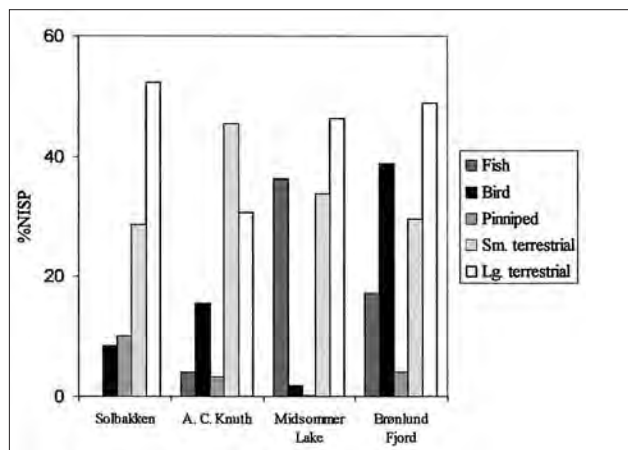 60
40
20
0
%NISP
Solbakken
A. C. Knuth
Midsommer
Lake
Brønlund
Fjord
Fish
Bird
Pinniped
Sm. terrestrial
Lg. terrestrial